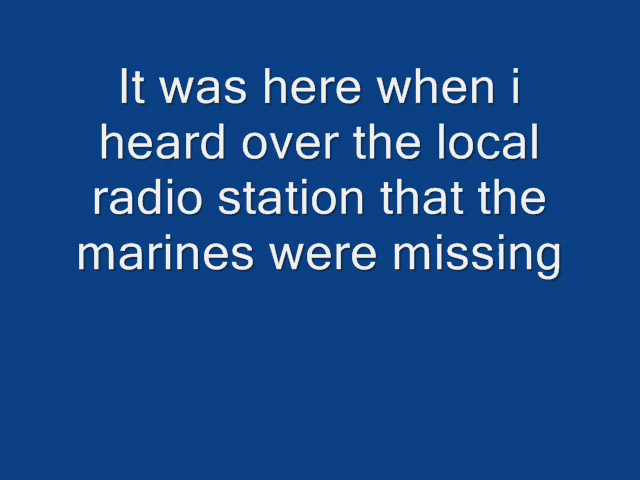 It was here when i
heard over the local
radio station that the
marines were missing